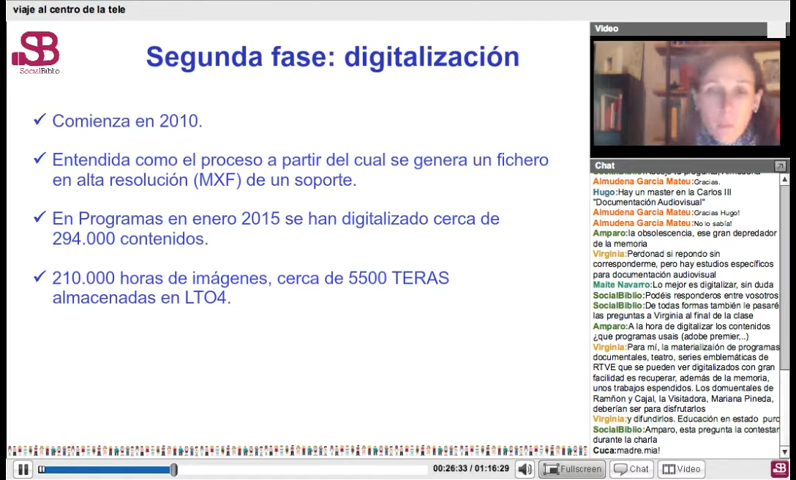 viaje al centro de la tele
SB
SocialBiblio
Segunda fase: digitalización
✓ Comienza en 2010.
✓ Entendida como el proceso a partir del cual se genera un fichero
en alta resolución (MXF) de un soporte.
✓ En Programas en enero 2015 se han digitalizado cerca de
294.000 contenidos.
✓ 210.000 horas de imágenes, cerca de 5500 TERAS
almacenadas en LTO4.
Video
Chat
Almudena García Mateu:Gracias.
Hugo:Hay un master en la Carlos III
"Documentación Audiovisual"
Almudena García Mateu:Gracias Hugo!
Almudena García Mateu:No lo sabía!
Amparo:la obsolescencia, ese gran depredador
de la memoria
Virginia:Perdonad si repondo sin
corresponderme, pero hay estudios específicos
para documentación audiovisual
Maite Navarro:Lo mejor es digitalizar, sin duda
SocialBiblio:Podéis responderos entre vosotros
SocialBiblio:De todas formas también le pasaré
las preguntas a Virginia al final de la clase
Amparo:A la hora de digitalizar los contenidos
¿que programas usais (adobe premier,..)
Virginia:Para mí, la materializaión de programas
documentales, teatro, series emblemáticas de
RTVE que se pueden ver digitalizados con gran
facilidad es recuperar, además de la memoria,
unos trabajos espendidos. Los domuentales de
Ramñon y Cajal, la Visitadora, Mariana Pineda,
deberían ser para disfrutarlos
Virginia:y difundirlos. Educación en estado puro
SocialBiblio:Amparo, esta pregunta la contestan
durante la charla
Cuca:madre.mia!
00:26:33 / 01:16:29
Fullscreen
Chat
Video
SB